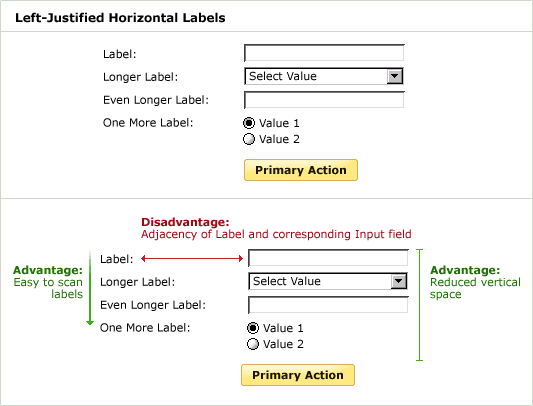 Left-Justified Horizontal Labels
Label:
Longer Label: Select Value
Even Longer Label:
One More Label: Value 1
Value 2
Primary Action
Disadvantage:
Adjacency of Label and corresponding Input field
Label:
Advantage:
Easy to scan
labels
Longer Label: Select Value
Even Longer Label:
One More Label: Value 1
Value 2
Advantage:
Reduced vertical
space
Primary Action